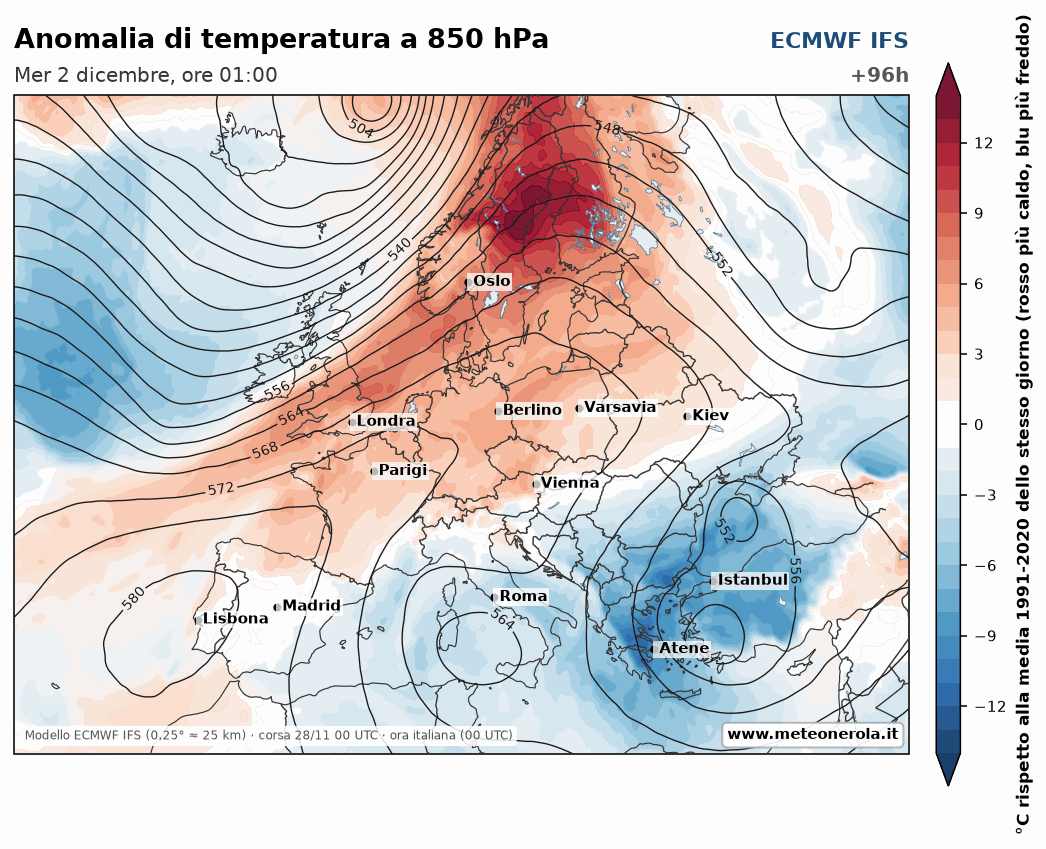 Anomalia di temperatura a 850 hPa
ECMWF IFS
Mer 2 dicembre, ore 01:00
+96h
504
548
540
552
Oslo
556
564
568
572
Londra
Berlino
Varsavia
Kiev
Parigi
Vienna
552
556
580
Istanbul
Roma
Madrid
Lisbona
564
Atene
Modello ECMWF IFS (0,25° ≈ 25 km) · corsa 28/11 00 UTC · ora italiana (00 UTC)
www.meteonerola.it
12
9
6
3
0
−3
−6
−9
−12
°C rispetto alla media 1991-2020 dello stesso giorno (rosso più caldo, blu più freddo)